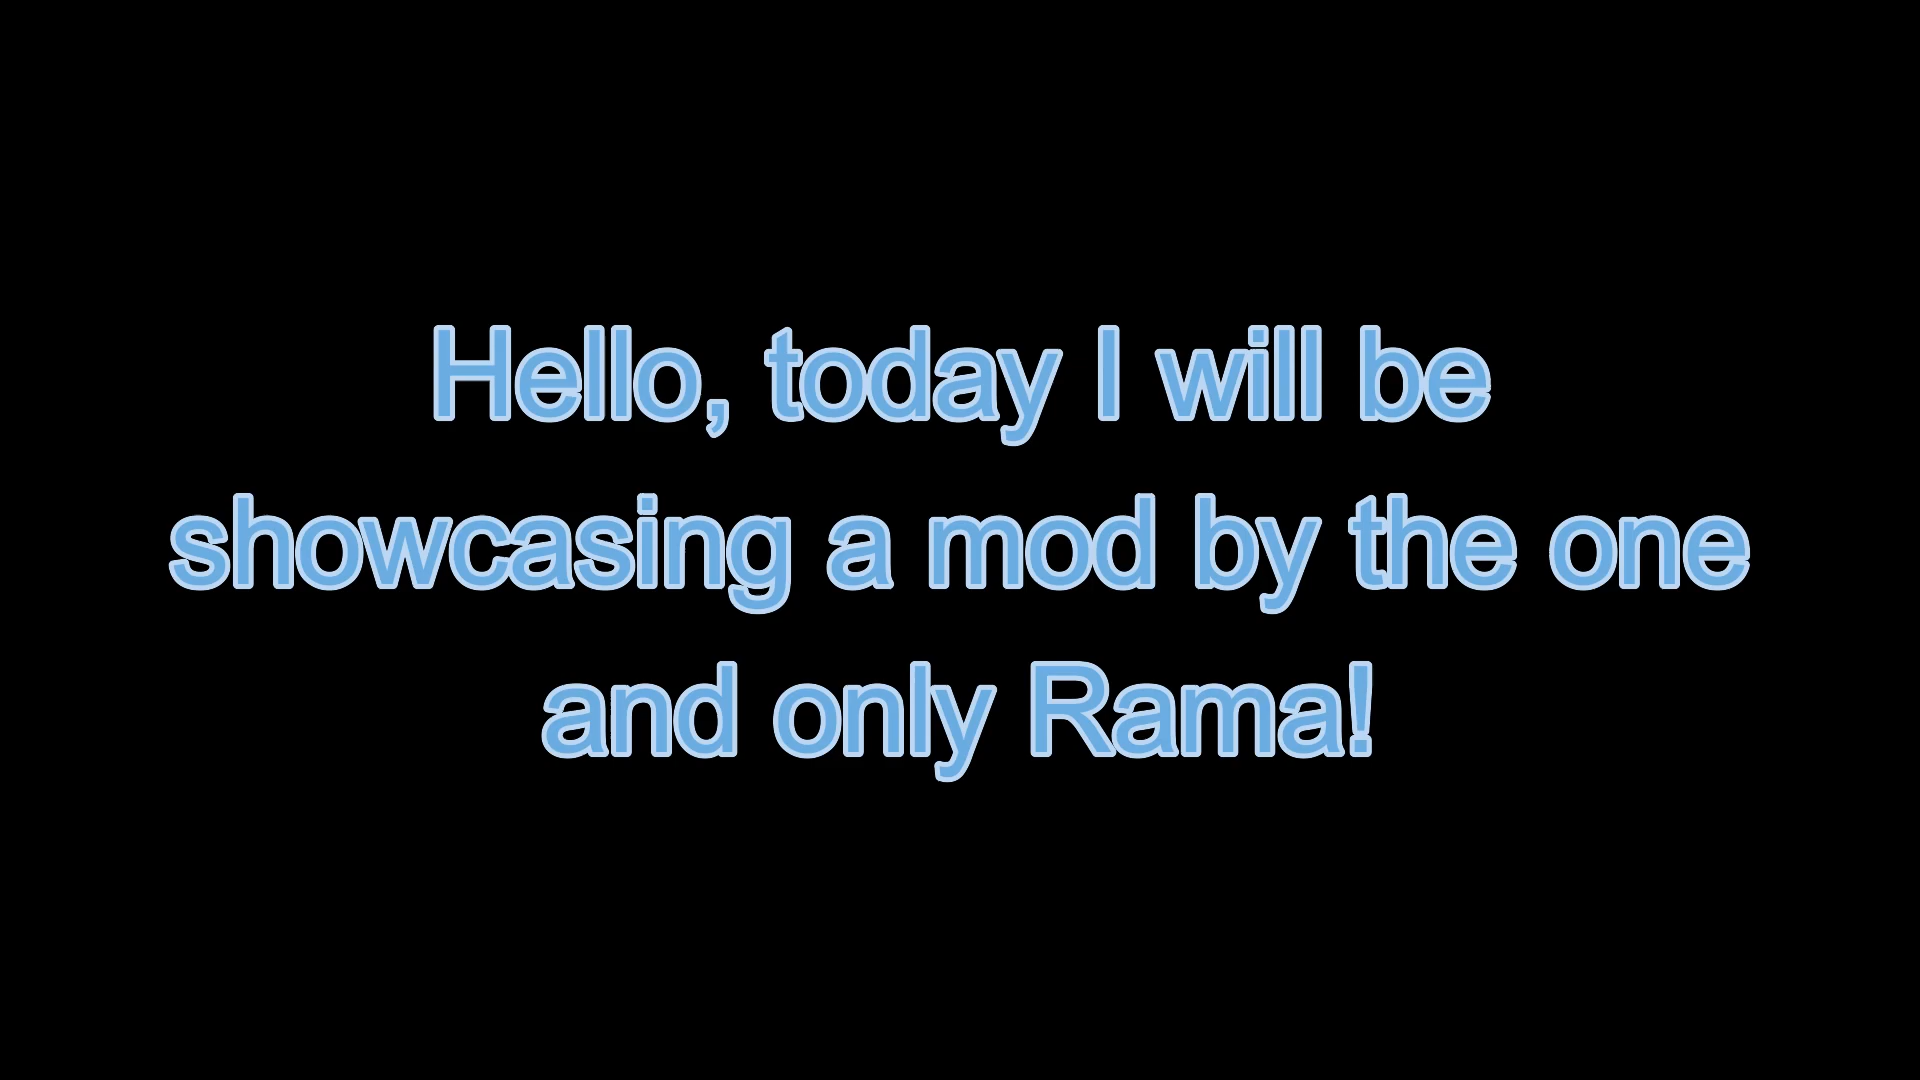 Hello, today I will be
showcasing a mod by the one
and only Rama!